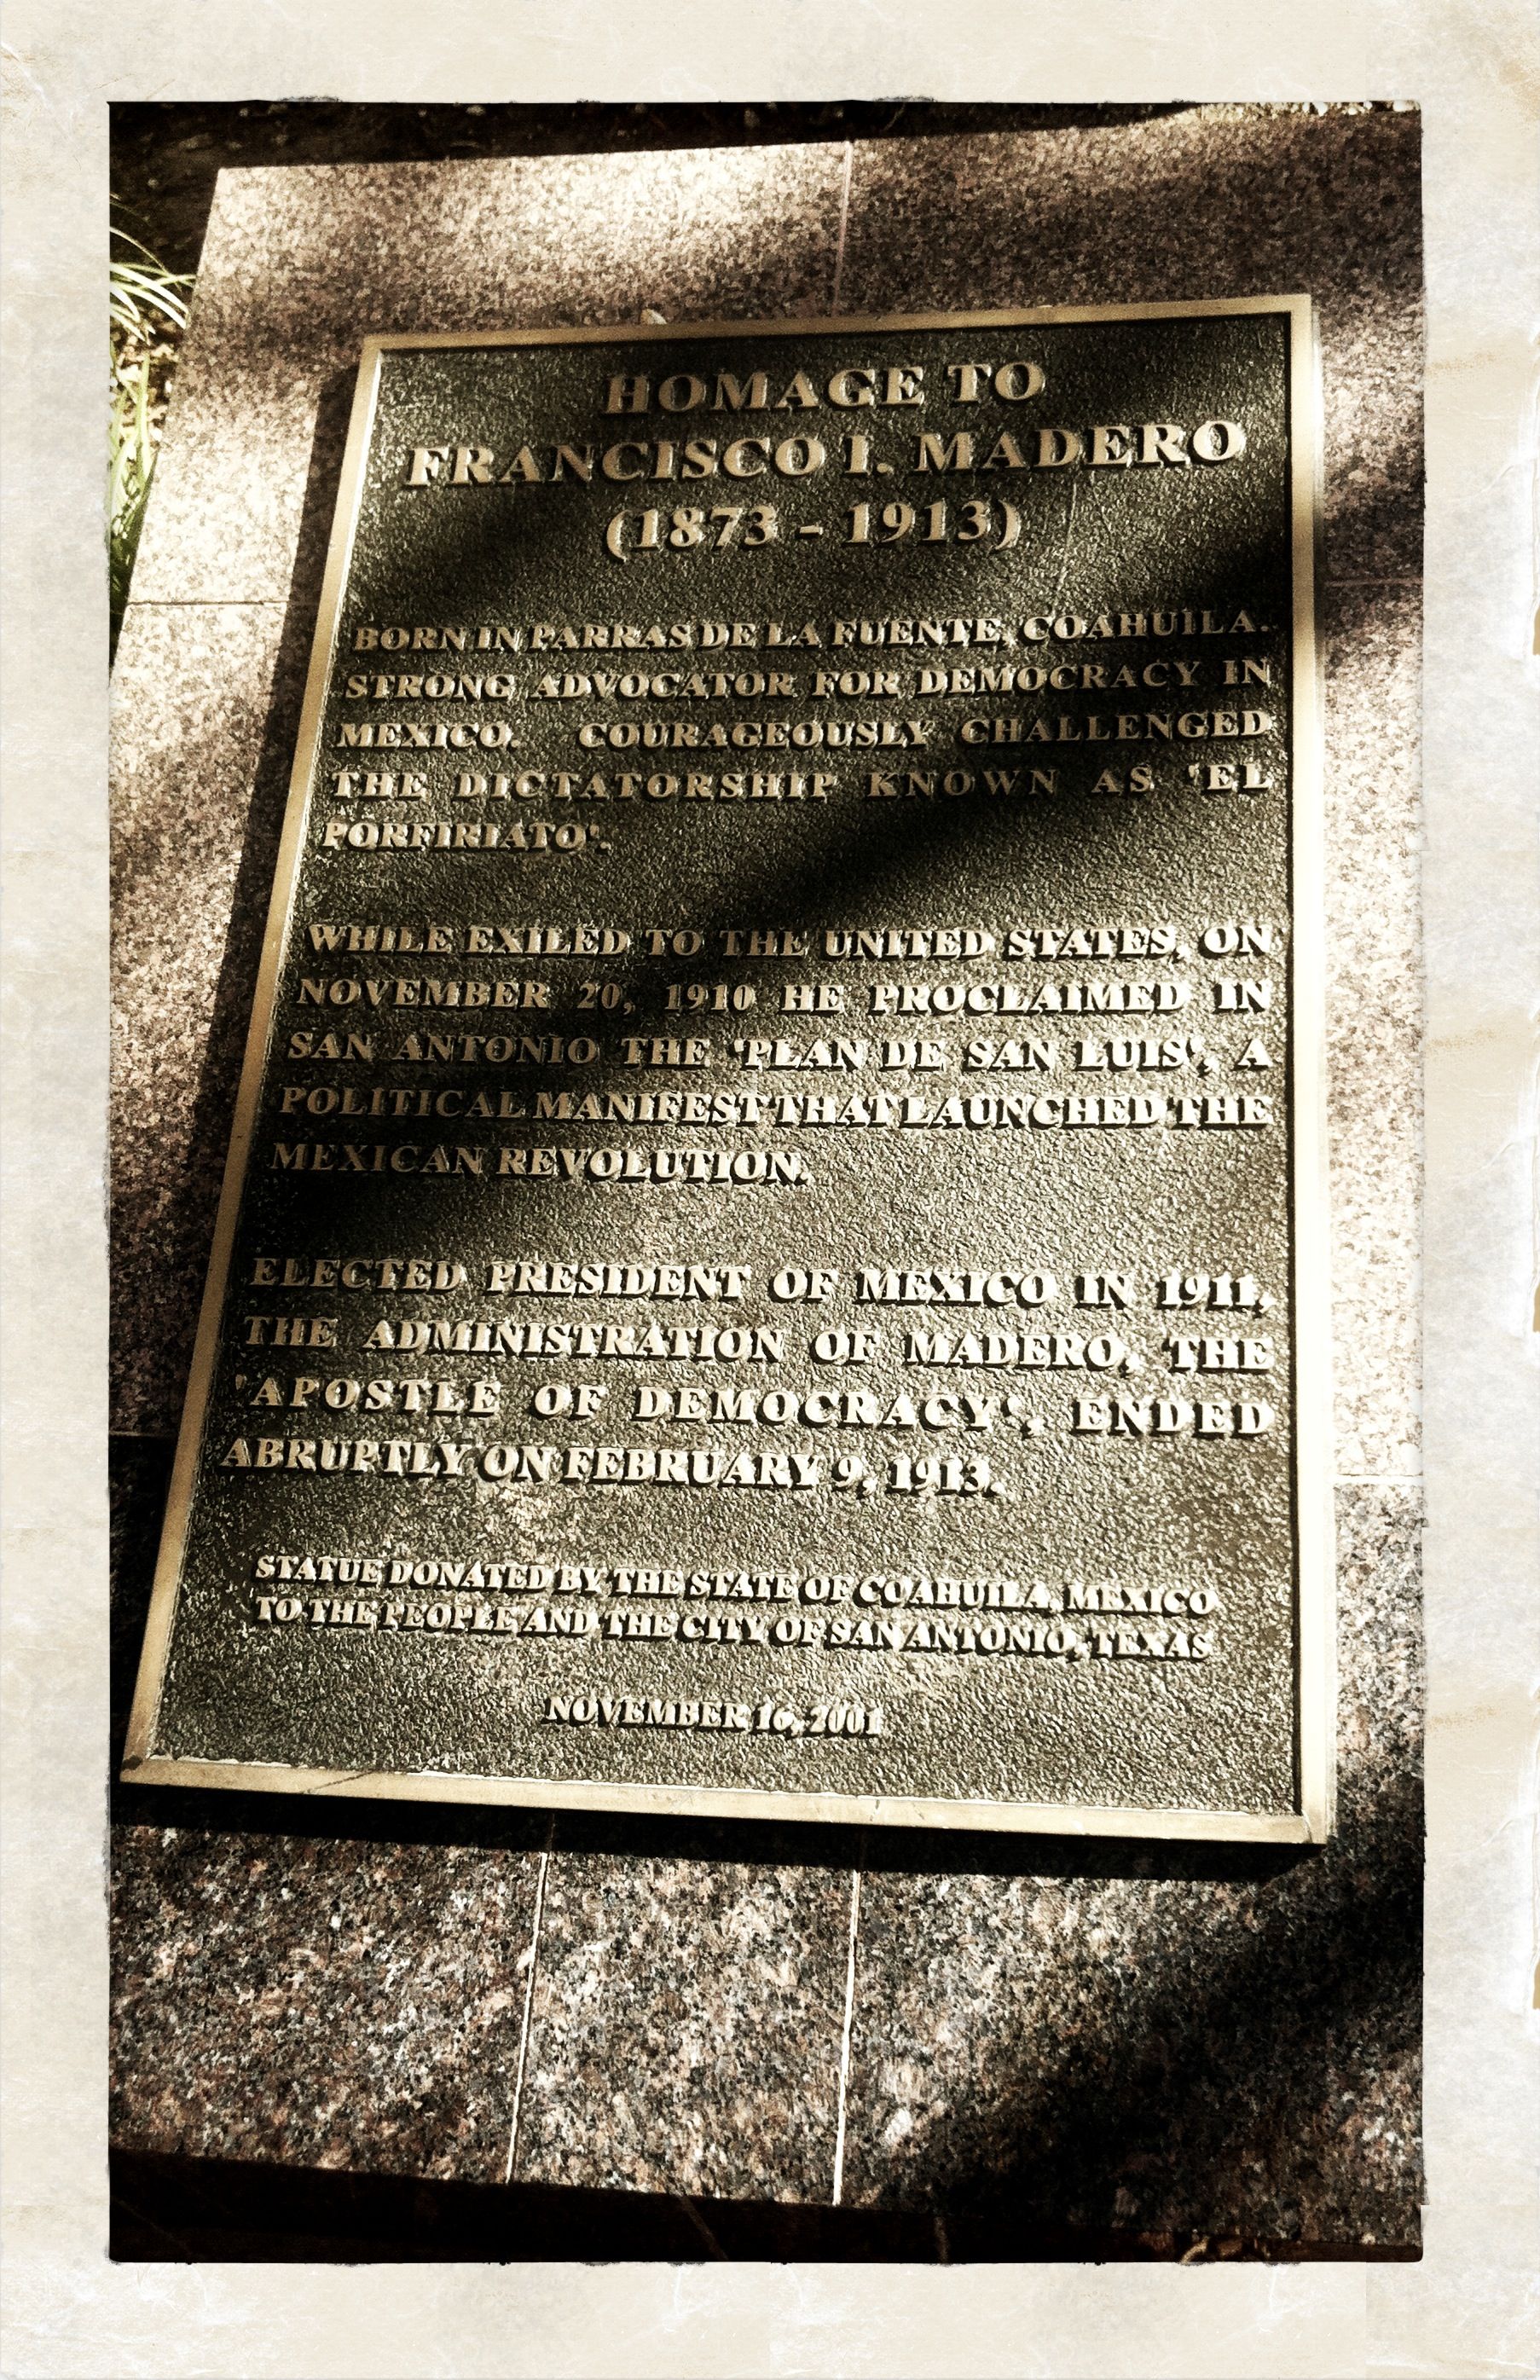 HOMAGE TO
FRANCISCO I. MADERO
(1873 - 1913)
BORN IN PARRAS DE LA FUENTE, COAHUILA.
STRONG ADVOCATOR FOR DEMOCRACY IN
MEXICO. COURAGEOUSLY CHALLENGED
THE DICTATORSHIP KNOWN AS 'EL
PORFIRIATO'.
WHILE EXILED TO THE UNITED STATES, ON
NOVEMBER 20, 1910 HE PROCLAIMED IN
SAN ANTONIO THE 'PLAN DE SAN LUIS', A
POLITICAL MANIFEST THAT LAUNCHED THE
MEXICAN REVOLUTION.
ELECTED PRESIDENT OF MEXICO IN 1911,
THE ADMINISTRATION OF MADERO, THE
'APOSTLE OF DEMOCRACY', ENDED
ABRUPTLY ON FEBRUARY 9, 1913.
STATUE DONATED BY THE STATE OF COAHUILA, MEXICO
TO THE PEOPLE AND THE CITY OF SAN ANTONIO, TEXAS
NOVEMBER 16, 2001